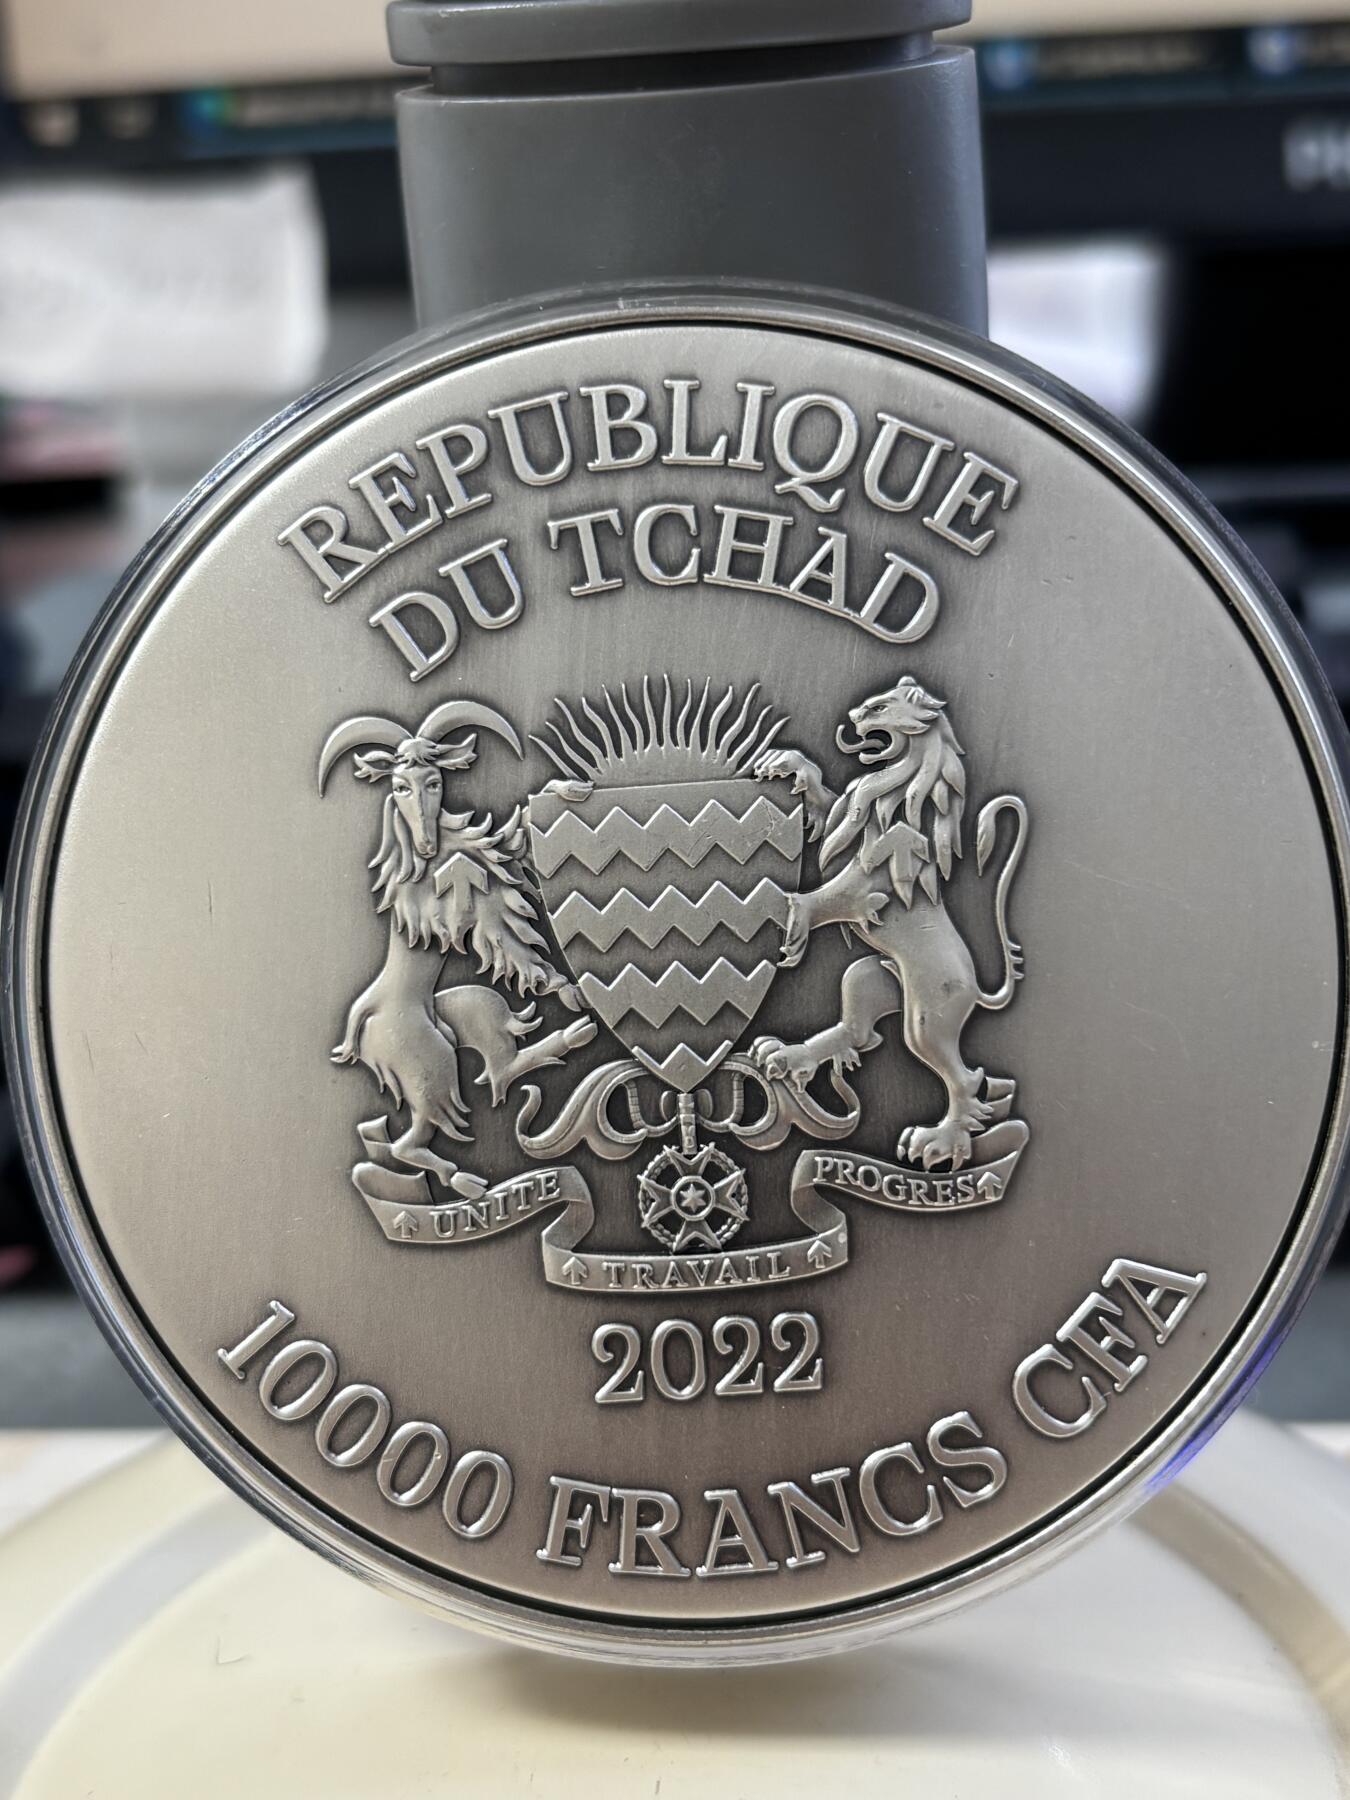 REPUBLIQUE
DU TCHAD
UNITE
TRAVAIL
PROGRES
2022
10000 FRANCS CFA